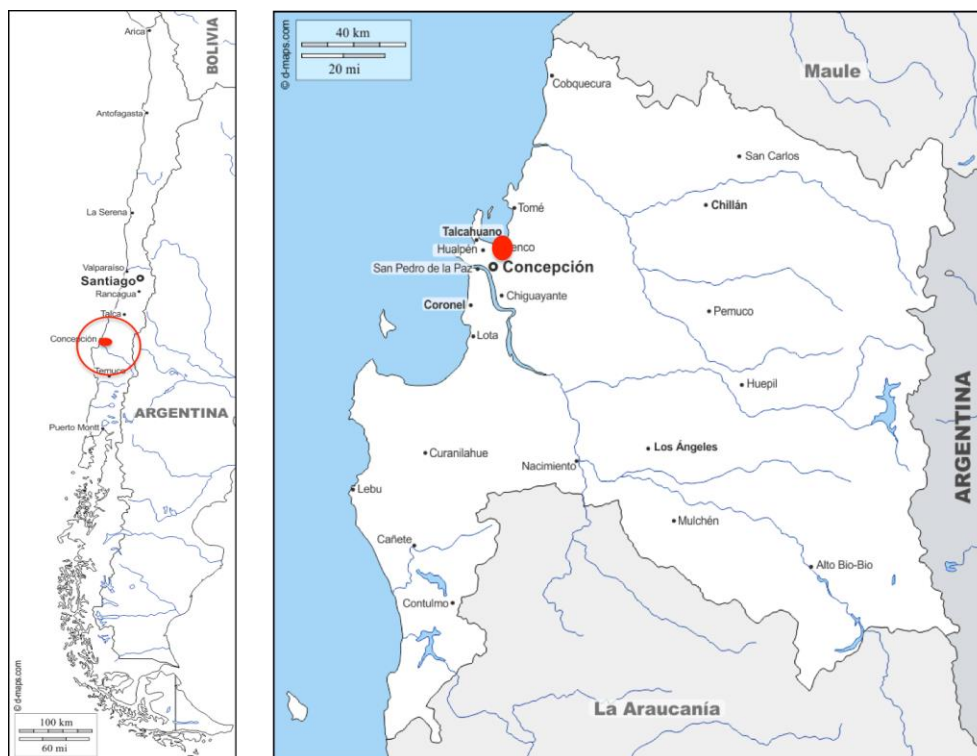 Arica
BOLIVIA
Antofagasta
La Serena
Valparaíso
Santiago
Rancagua
Talca
Concepción
Temuco
ARGENTINA
Puerto Montt
© d-maps.com
100 km
60 mi
40 km
20 mi
© d-maps.com
Maule
Cobquecura
San Carlos
Chillán
Tomé
Talcahuano
Hualpén
enco
San Pedro de la Paz
Concepción
Chiguayante
Coronel
Pemuco
Lota
Huepil
ARGENTINA
Curanilahue
Los Ángeles
Nacimiento
Lebu
Mulchén
Cañete
Alto Bio-Bio
Contulmo
La Araucanía